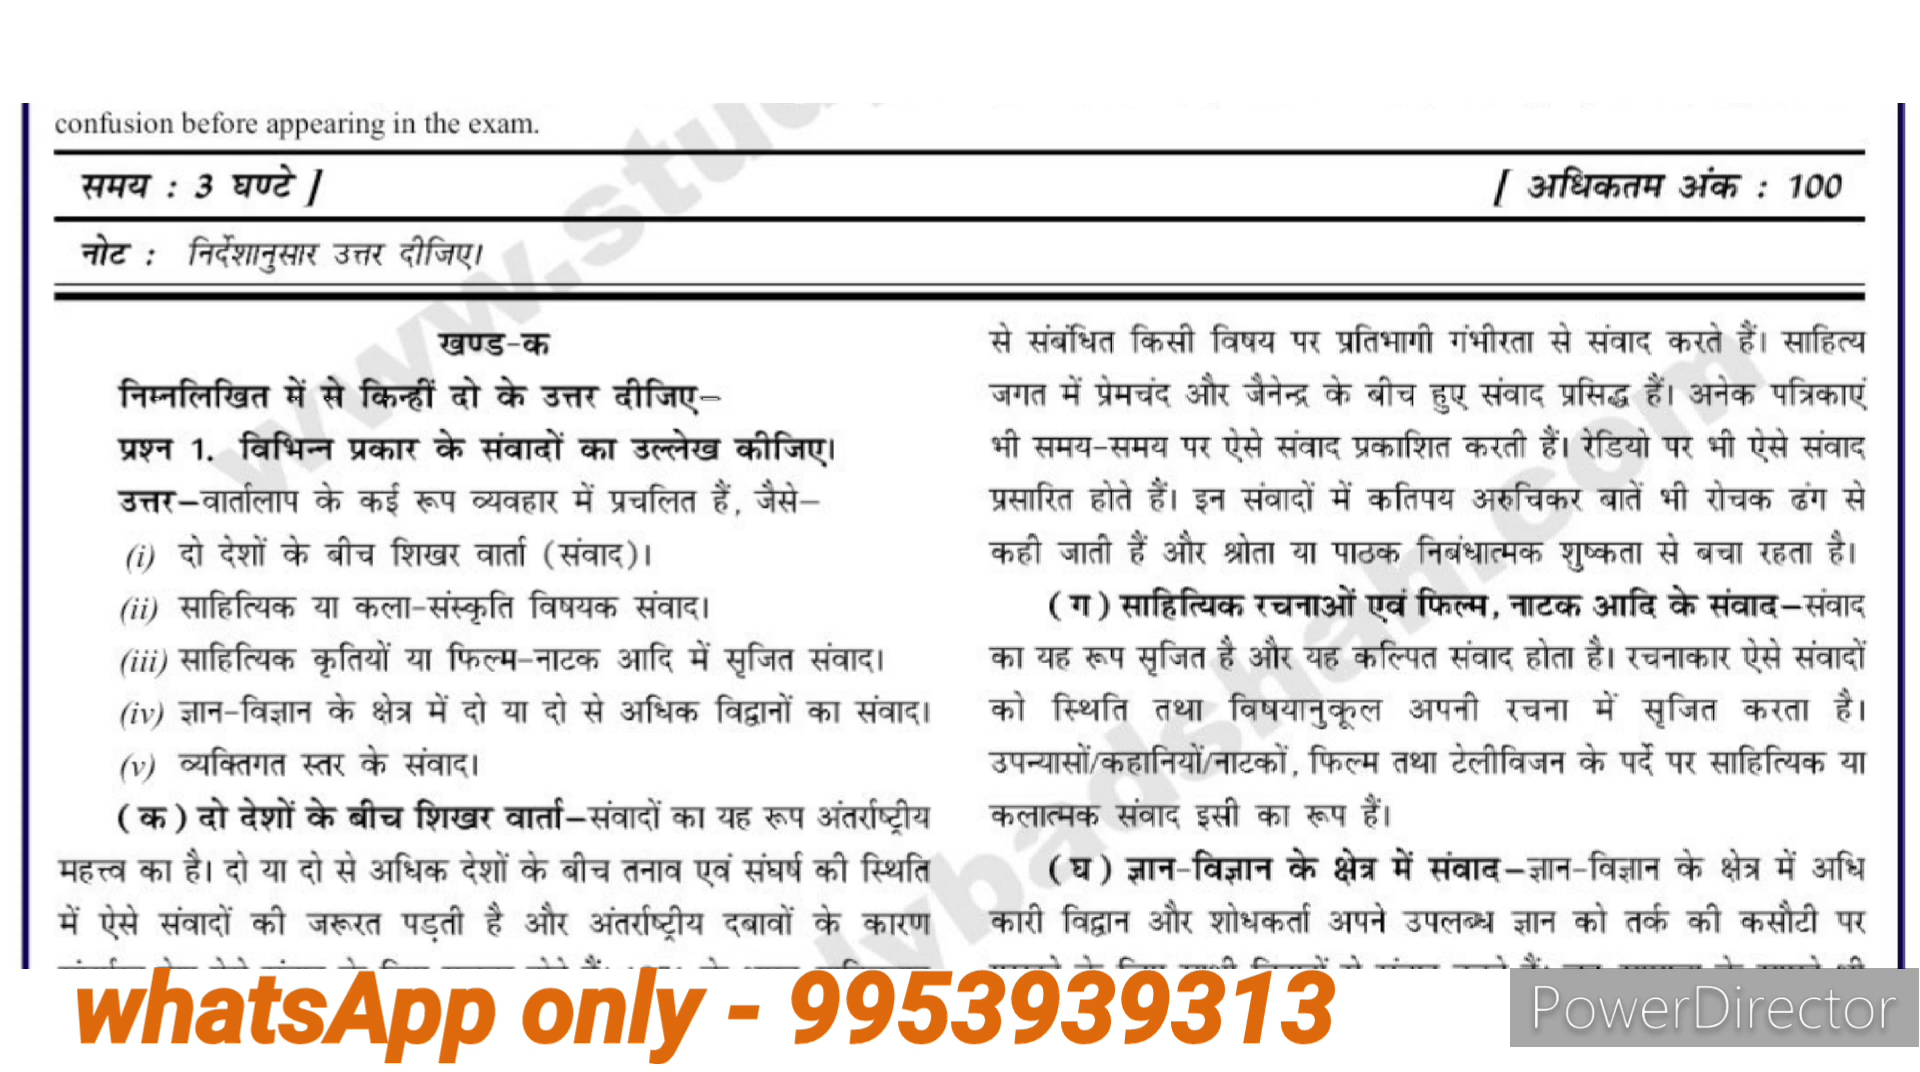 confusion before appearing in the exam.
समय : 3 घण्टे ]
[ अधिकतम अंक : 100
नोट : निर्देशानुसार उत्तर दीजिए।
खण्ड-क
निम्नलिखित में से किन्हीं दो के उत्तर दीजिए–
प्रश्न 1. विभिन्न प्रकार के संवादों का उल्लेख कीजिए।
उत्तर–वार्तालाप के कई रूप व्यवहार में प्रचलित हैं, जैसे–
(i) दो देशों के बीच शिखर वार्ता (संवाद)।
(ii) साहित्यिक या कला-संस्कृति विषयक संवाद।
(iii) साहित्यिक कृतियों या फिल्म-नाटक आदि में सृजित संवाद।
(iv) ज्ञान-विज्ञान के क्षेत्र में दो या दो से अधिक विद्वानों का संवाद।
(v) व्यक्तिगत स्तर के संवाद।
(क) दो देशों के बीच शिखर वार्ता–संवादों का यह रूप अंतर्राष्ट्रीय
महत्त्व का है। दो या दो से अधिक देशों के बीच तनाव एवं संघर्ष की स्थिति
में ऐसे संवादों की जरूरत पड़ती है और अंतर्राष्ट्रीय दबावों के कारण
से संबंधित किसी विषय पर प्रतिभागी गंभीरता से संवाद करते हैं। साहित्य
जगत में प्रेमचंद और जैनेन्द्र के बीच हुए संवाद प्रसिद्ध हैं। अनेक पत्रिकाएं
भी समय-समय पर ऐसे संवाद प्रकाशित करती हैं। रेडियो पर भी ऐसे संवाद
प्रसारित होते हैं। इन संवादों में कतिपय अरुचिकर बातें भी रोचक ढंग से
कही जाती हैं और श्रोता या पाठक निबंधात्मक शुष्कता से बचा रहता है।
(ग) साहित्यिक रचनाओं एवं फिल्म, नाटक आदि के संवाद–संवाद
का यह रूप सृजित है और यह कल्पित संवाद होता है। रचनाकार ऐसे संवादों
को स्थिति तथा विषयानुकूल अपनी रचना में सृजित करता है।
उपन्यासों/कहानियों/नाटकों, फिल्म तथा टेलीविजन के पर्दे पर साहित्यिक या
कलात्मक संवाद इसी का रूप हैं।
(घ) ज्ञान-विज्ञान के क्षेत्र में संवाद–ज्ञान-विज्ञान के क्षेत्र में अधि
कारी विद्वान और शोधकर्ता अपने उपलब्ध ज्ञान को तर्क की कसौटी पर
whatsApp only - 9953939313
PowerDirector